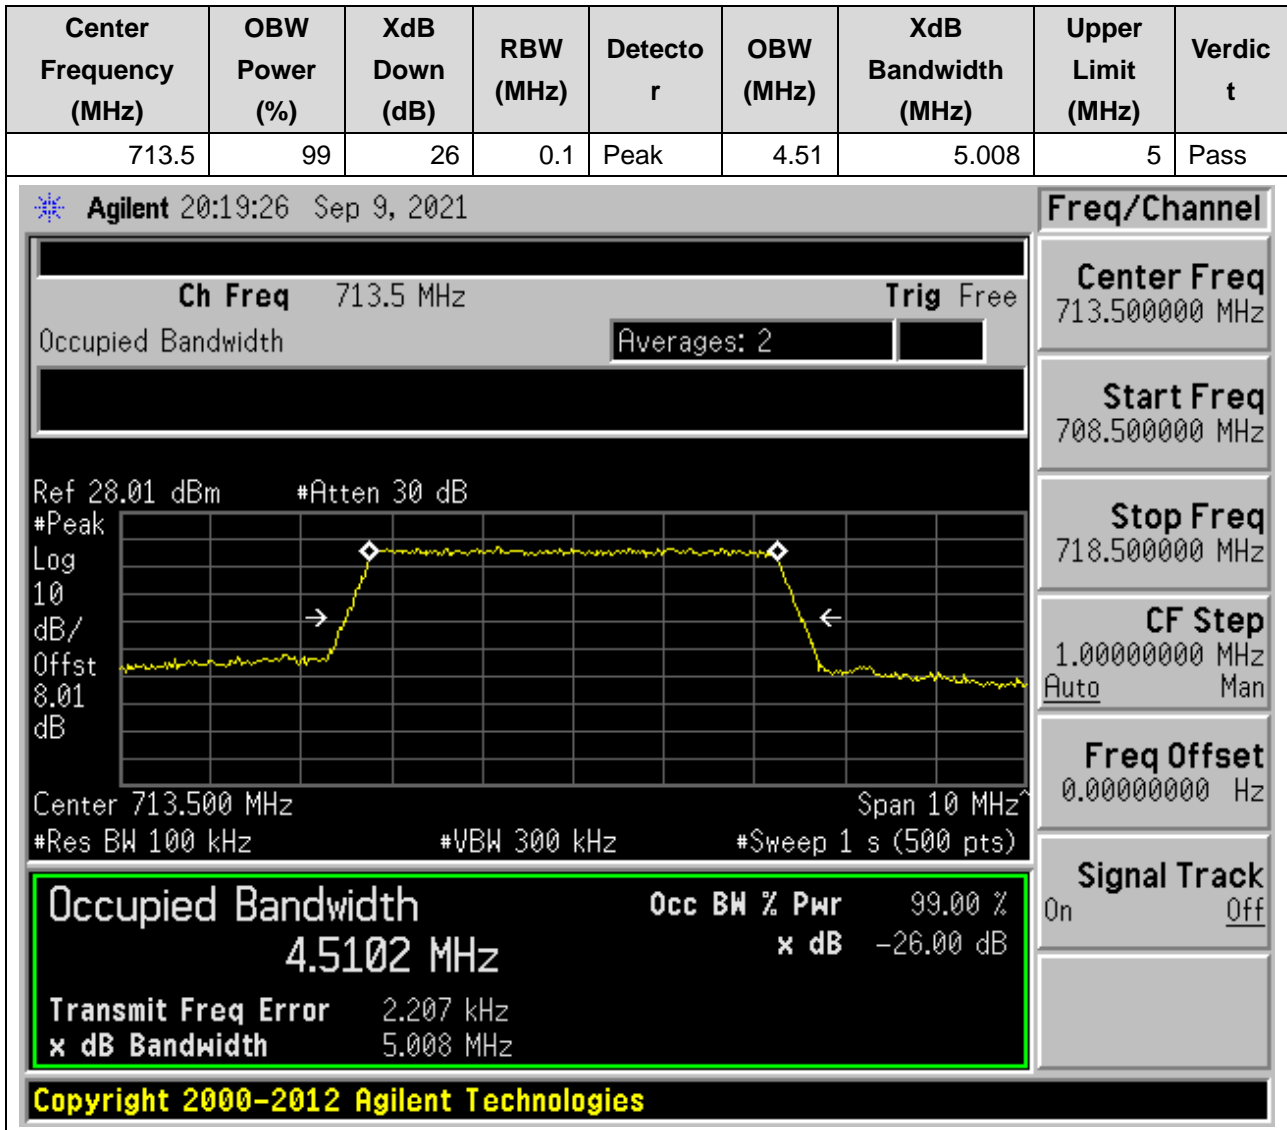 Center Frequency (MHz) OBW Power (%) XdB Down (dB) RBW (MHz) Detecto r OBW (MHz) XdB Bandwidth (MHz) Upper Limit (MHz) Verdic t
713.5 99 26 0.1 Peak 4.51 5.008 5 Pass
Agilent 20:19:26 Sep 9, 2021
Freq/Channel
Ch Freq 713.5 MHz Trig Free
Occupied Bandwidth Averages: 2
Center Freq
713.500000 MHz
Start Freq
708.500000 MHz
Stop Freq
718.500000 MHz
CF Step
1.00000000 MHz
Auto Man
Freq Offset
0.00000000 Hz
Signal Track
On Off
Ref 28.01 dBm #Atten 30 dB
#Peak
Log
10
dB/
Offst
8.01
dB
Center 713.500 MHz Span 10 MHz^
#Res BW 100 kHz #VBW 300 kHz #Sweep 1 s (500 pts)
Occupied Bandwidth Occ BW % Pwr 99.00 %
4.5102 MHz x dB -26.00 dB
Transmit Freq Error 2.207 kHz
x dB Bandwidth 5.008 MHz
Copyright 2000-2012 Agilent Technologies